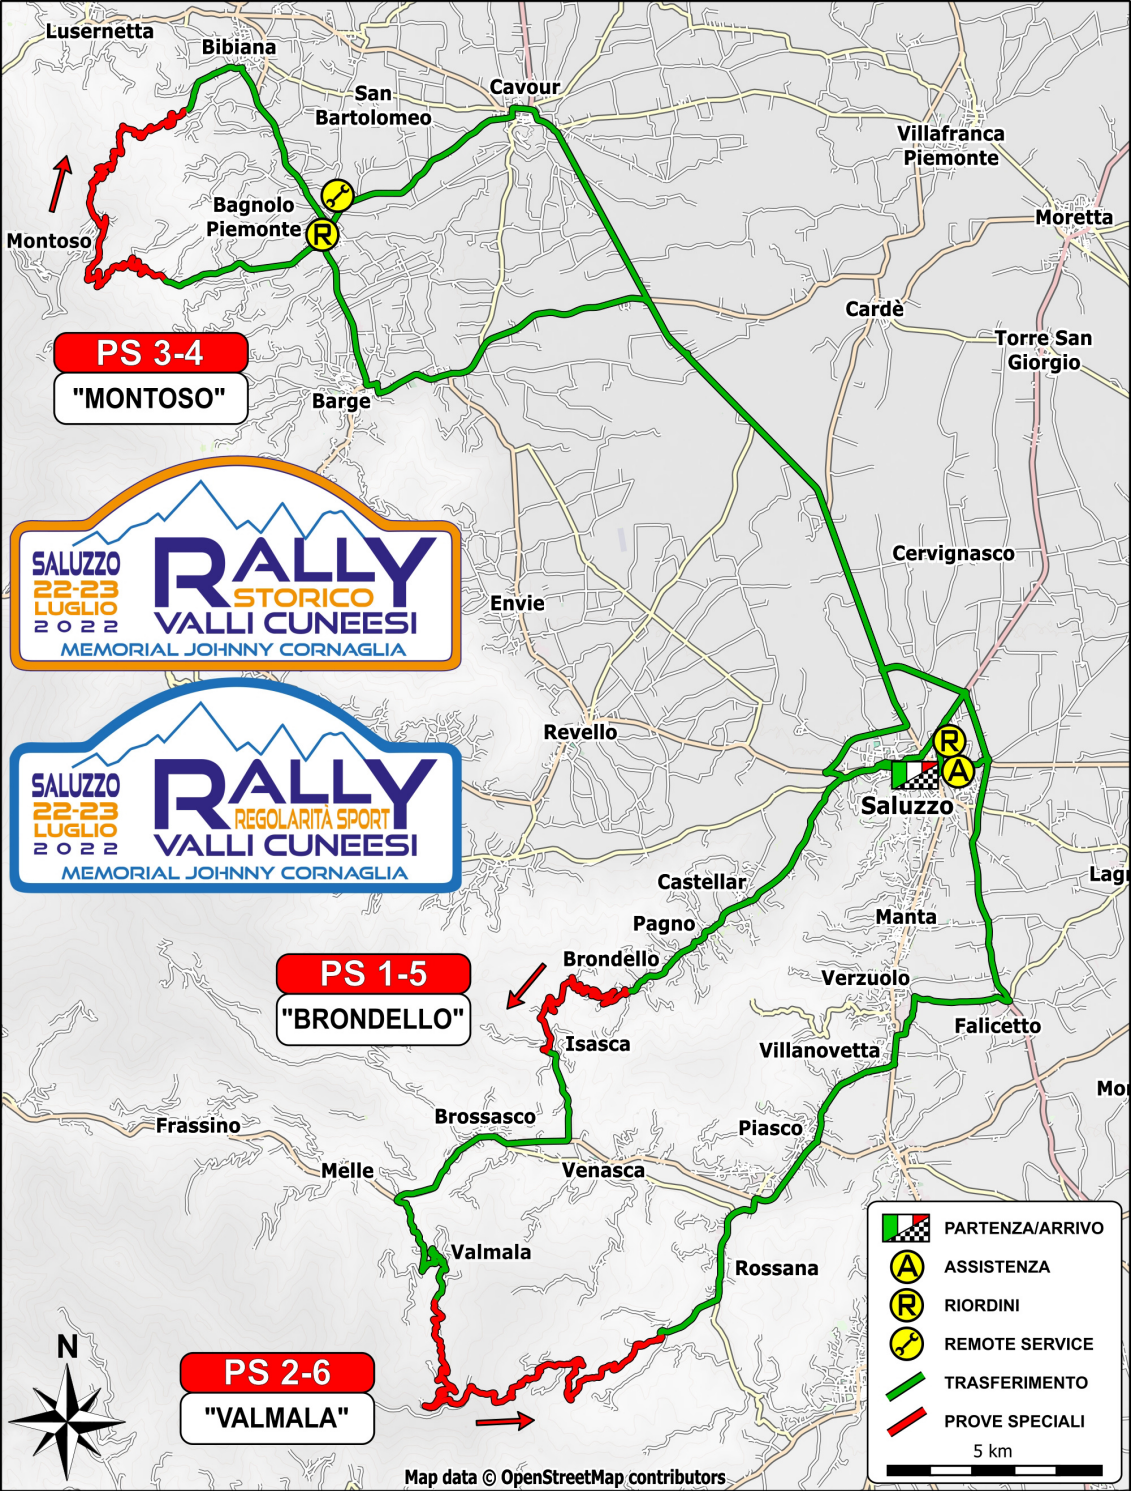 Lusernetta
Bibiana
San
Bartolomeo
Cavour
Villafranca
Piemonte
Bagnolo
Piemonte
R
Moretta
Montoso
Cardè
Torre San
Giorgio
PS 3-4
"MONTOSO"
Barge
SALUZZO
22-23
LUGLIO
2022
RALLY
STORICO
VALLI CUNEESI
MEMORIAL JOHNNY CORNAGLIA
Cervignasco
Envie
SALUZZO
22-23
LUGLIO
2022
RALLY
REGOLARITÀ SPORT
VALLI CUNEESI
MEMORIAL JOHNNY CORNAGLIA
Revello
R
A
Saluzzo
Castellar
Lagn
Manta
Pagno
Brondello
PS 1-5
"BRONDELLO"
Verzuolo
Falicetto
Isasca
Villanovetta
Mor
Brossasco
Frassino
Piasco
Melle
Venasca
Valmala
Rossana
N
PS 2-6
"VALMALA"
PARTENZA/ARRIVO
A ASSISTENZA
R RIORDINI
REMOTE SERVICE
TRASFERIMENTO
PROVE SPECIALI
5 km
Map data © OpenStreetMap contributors